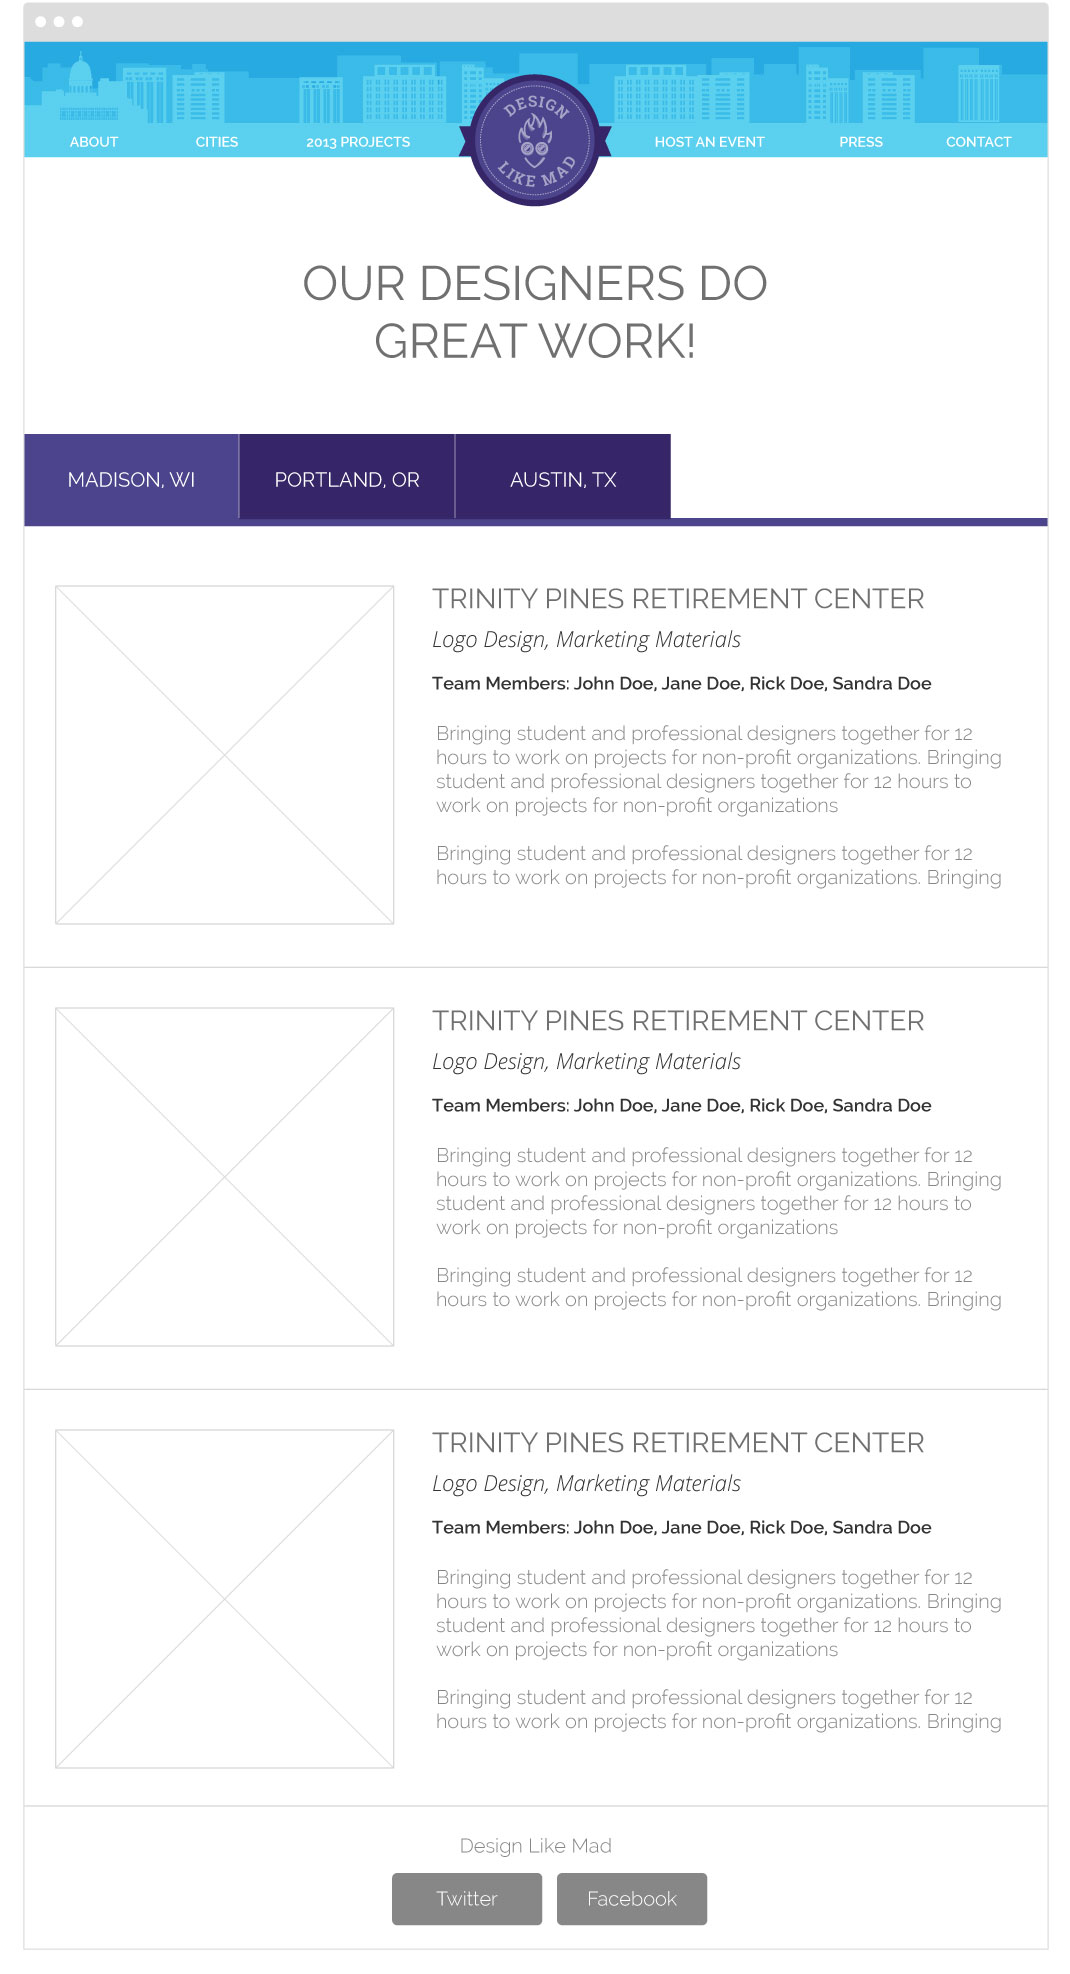 ABOUT
CITIES
2013 PROJECTS
DESIGN
LIKE MAD
HOST AN EVENT
PRESS
CONTACT
OUR DESIGNERS DO
GREAT WORK!
MADISON, WI
PORTLAND, OR
AUSTIN, TX
TRINITY PINES RETIREMENT CENTER
Logo Design, Marketing Materials
Team Members: John Doe, Jane Doe, Rick Doe, Sandra Doe
Bringing student and professional designers together for 12
hours to work on projects for non-profit organizations. Bringing
student and professional designers together for 12 hours to
work on projects for non-profit organizations
Bringing student and professional designers together for 12
hours to work on projects for non-profit organizations. Bringing
TRINITY PINES RETIREMENT CENTER
Logo Design, Marketing Materials
Team Members: John Doe, Jane Doe, Rick Doe, Sandra Doe
Bringing student and professional designers together for 12
hours to work on projects for non-profit organizations. Bringing
student and professional designers together for 12 hours to
work on projects for non-profit organizations
Bringing student and professional designers together for 12
hours to work on projects for non-profit organizations. Bringing
TRINITY PINES RETIREMENT CENTER
Logo Design, Marketing Materials
Team Members: John Doe, Jane Doe, Rick Doe, Sandra Doe
Bringing student and professional designers together for 12
hours to work on projects for non-profit organizations. Bringing
student and professional designers together for 12 hours to
work on projects for non-profit organizations
Bringing student and professional designers together for 12
hours to work on projects for non-profit organizations. Bringing
Design Like Mad
Twitter
Facebook